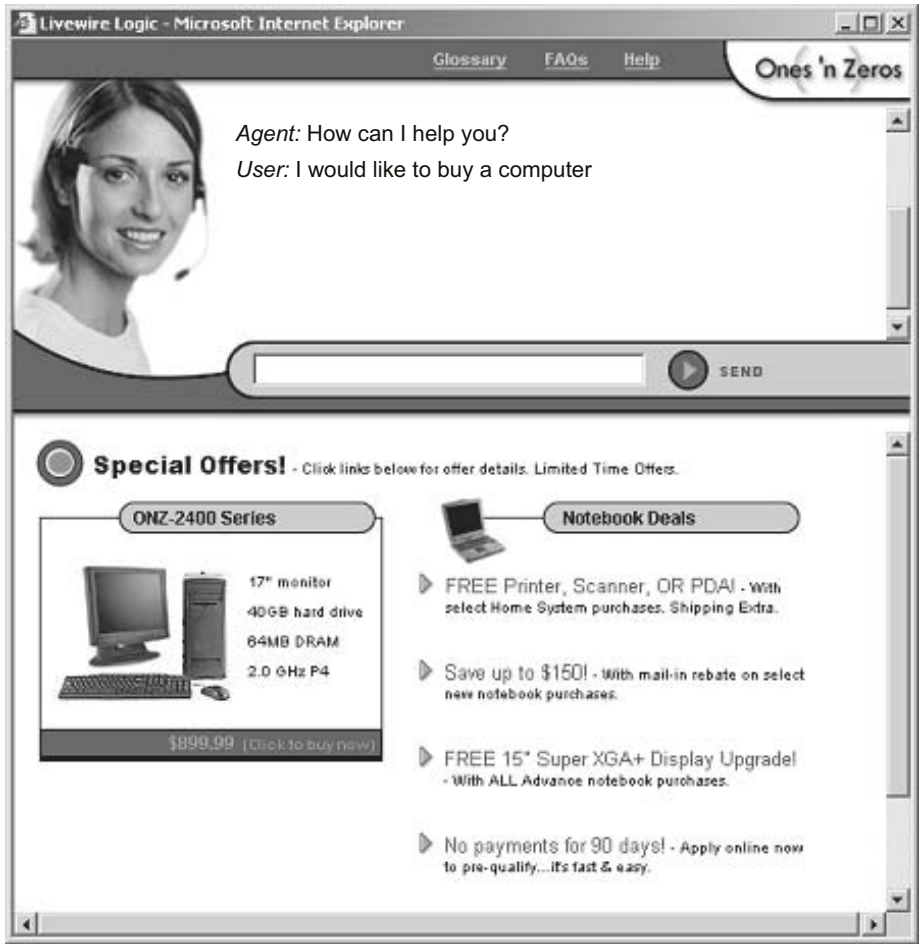 Livewire Logic - Microsoft Internet Explorer
Glossary FAQs Help
Ones 'n Zeros
Agent: How can I help you?
User: I would like to buy a computer
SEND
Special Offers! - Click links below for offer details. Limited Time Offers.
ONZ-2400 Series
17" monitor
40GB hard drive
64MB DRAM
2.0 GHz P4
$899.99 (Click to buy now)
Notebook Deals
FREE Printer, Scanner, OR PDA! - With
select Home System purchases. Shipping Extra.
Save up to $150! - With mail-in rebate on select
new notebook purchases.
FREE 15" Super XGA+ Display Upgrade!
- With ALL Advance notebook purchases.
No payments for 90 days! - Apply online now
to pre-qualify...it's fast & easy.